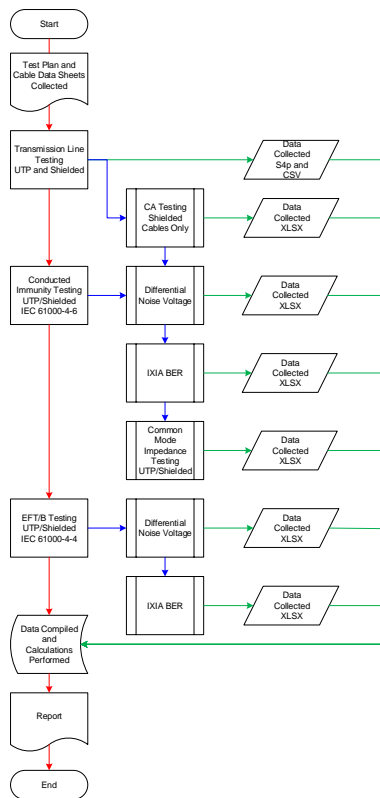 Start
Test Plan and
Cable Data Sheets
Collected
Transmission Line
Testing
UTP and Shielded
Data
Collected
S4p and
CSV
CA Testing
Shielded
Cables Only
Data
Collected
XLSX
Conducted
Immunity Testing
UTP/Shielded
IEC 61000-4-6
Differential
Noise Voltage
Data
Collected
XLSX
IXIA BER
Data
Collected
XLSX
Common
Mode
Impedance
Testing
UTP/Shielded
Data
Collected
XLSX
EFT/B Testing
UTP/Shielded
IEC 61000-4-4
Differential
Noise Voltage
Data
Collected
XLSX
IXIA BER
Data
Collected
XLSX
Data Compiled
and
Calculations
Performed
Report
End